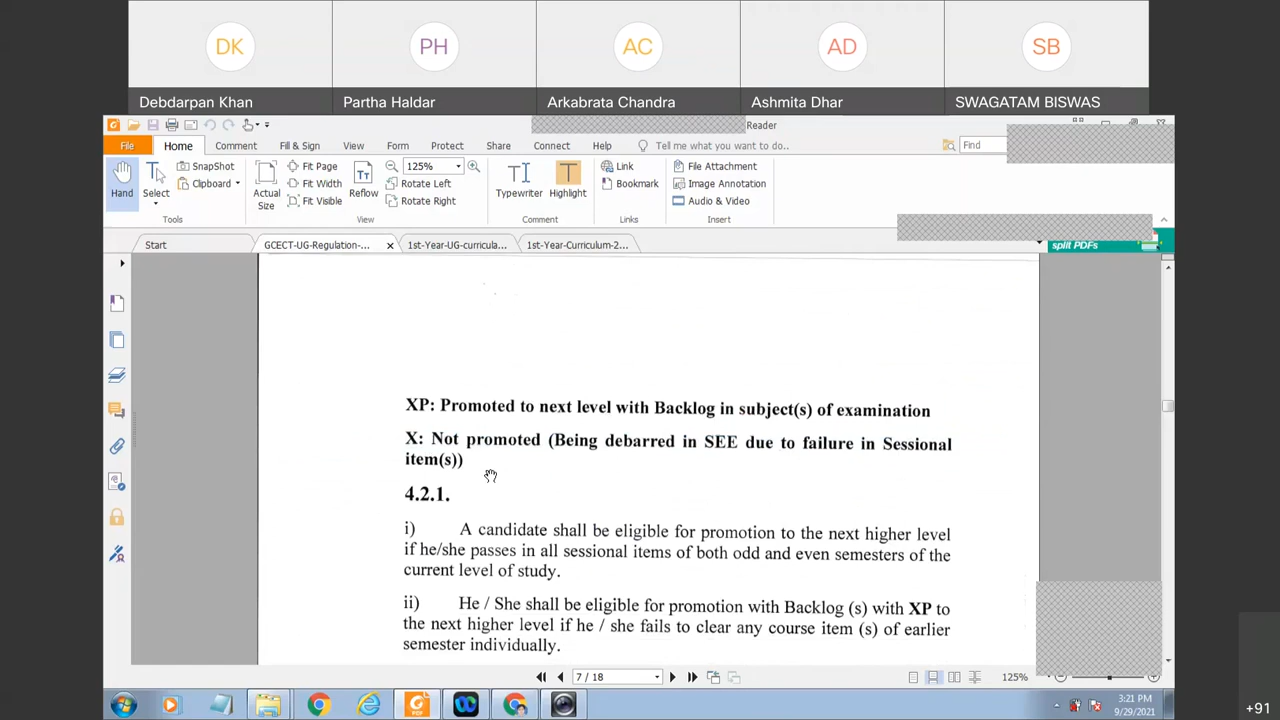 DK PH AC AD SB
Debdarpan Khan Partha Haldar Arkabrata Chandra Ashmita Dhar SWAGATAM BISWAS
Reader
File Home Comment View Form Protect Share Connect Help Tell me what you want to do.. Find
Hand Select SnapShot Clipboard Actual Size Fit Page Fit Width Fit Visible Reflow 125% Rotate Left Rotate Right Typewriter Highlight Link Bookmark File Attachment Image Annotation Audio & Video
Tools View Comment Links Insert
Start GCECT-UG-Regulation-... 1st-Year-UG-curricula... 1st-Year-Curriculum-2... split PDFs
XP: Promoted to next level with Backlog in subject(s) of examination
X: Not promoted (Being debarred in SEE due to failure in Sessional
item(s))
4.2.1.
i) A candidate shall be eligible for promotion to the next higher level
if he/she passes in all sessional items of both odd and even semesters of the
current level of study.
ii) He / She shall be eligible for promotion with Backlog (s) with XP to
the next higher level if he / she fails to clear any course item (s) of earlier
semester individually.
7 / 18 125%
3:21 PM
9/29/2021
+91